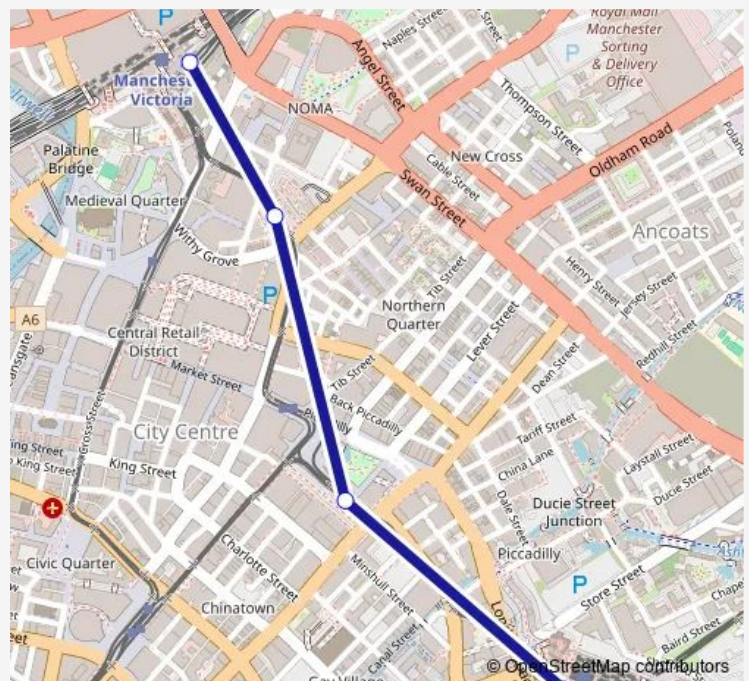 P
Naples Street
Royal Mail
Manchester
Sorting
& Delivery
Office
Angel Street
P
Victoria
NOMA
Thompson Street
Oldham Road
Palatine
Bridge
New Cross
Cable Street
Swan Street
Medieval Quarter
Ancoats
Withy Grove
Tib Street
Henry Street
Jersey Street
P
Northern
Quarter
A6
Lever Street
Redhill Street
Central Retail
District
Market Street
Tib Street
Dean Street
Back Piccadilly
City Centre
Tariff Street
King Street
King Street
China Lane
Laystall Street
Ducie Street
Dale Street
Ducie Street
Junction
Piccadilly
Civic Quarter
Charlotte Street
Minshull Street
P
Store Street
Chinatown
Baird Street
Canal Street
© OpenStreetMap contributors